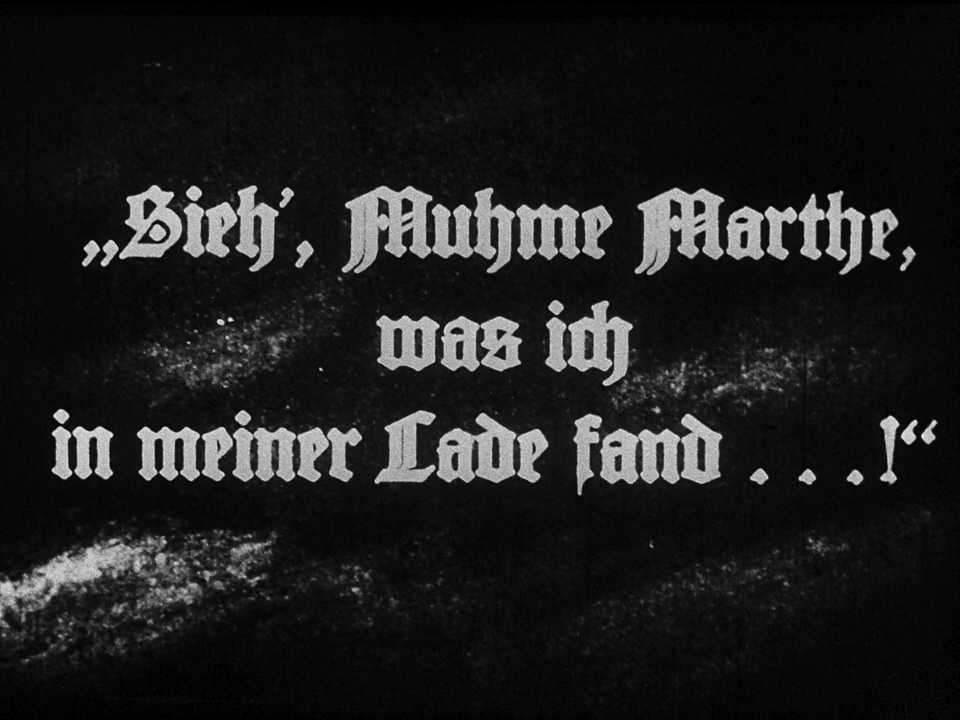 „Sieh’, Muhme Marthe,
was ich
in meiner Lade fand . . .!“